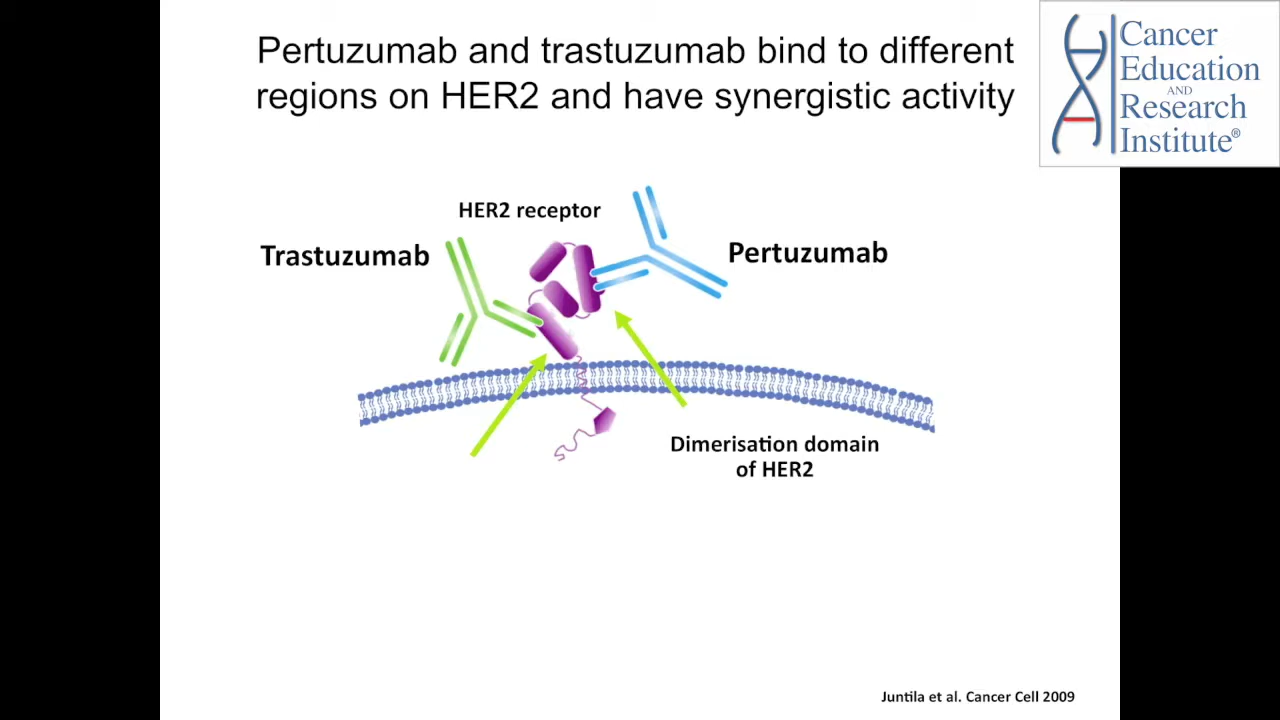 Pertuzumab and trastuzumab bind to different
regions on HER2 and have synergistic activity
Cancer
Education
AND
Research
Institute®
HER2 receptor
Trastuzumab
Pertuzumab
Dimerisation domain
of HER2
Juntila et al. Cancer Cell 2009